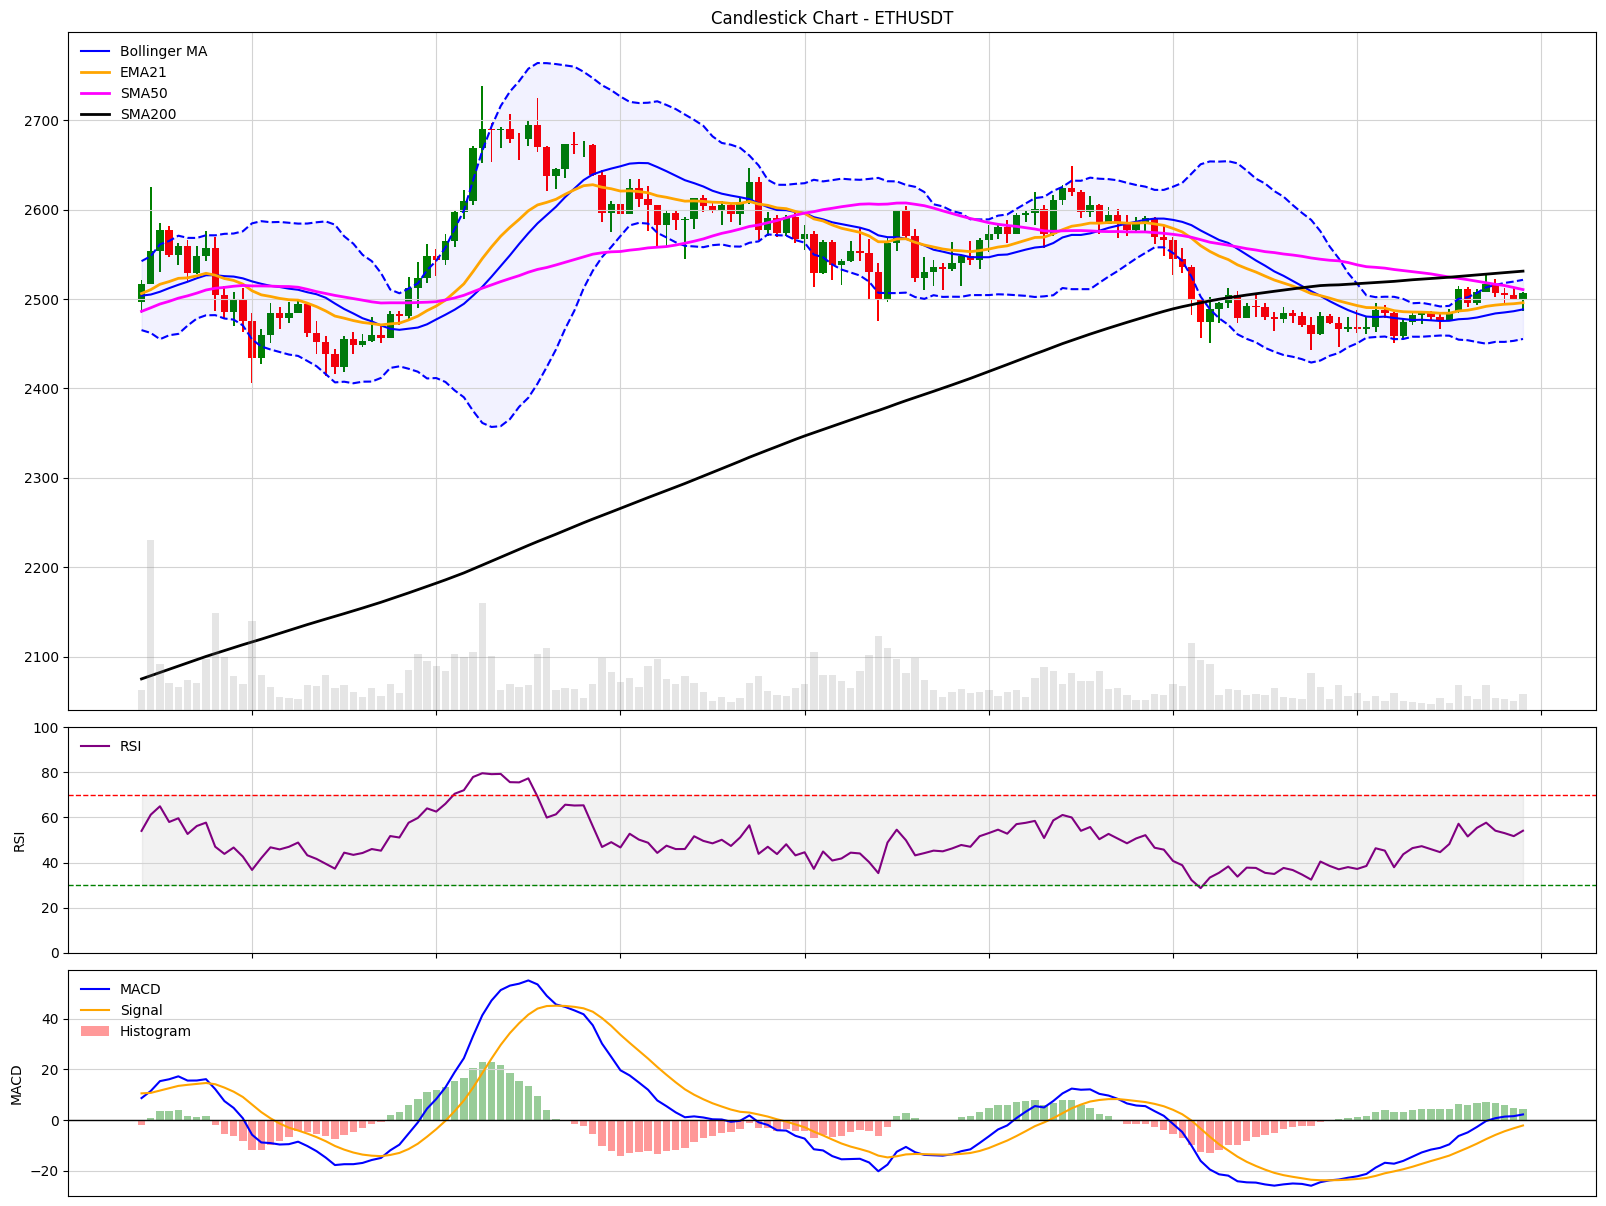 Candlestick Chart - ETHUSDT
Bollinger MA
EMA21
SMA50
SMA200
2700
2600
2500
2400
2300
2200
2100
RSI
100
80
60
40
20
0
RSI
MACD
Signal
Histogram
40
20
0
−20
MACD